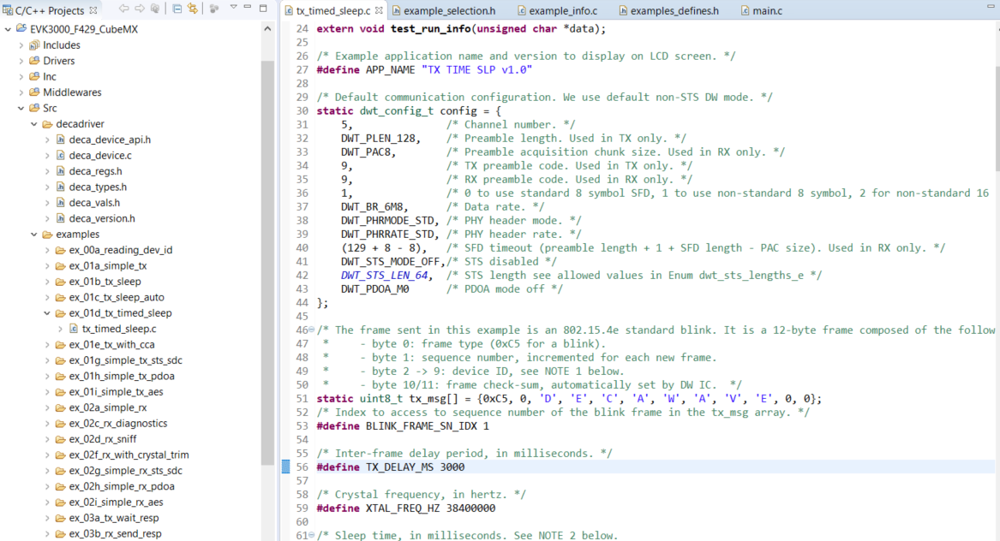 C/C++ Projects
EVK3000_F429_CubeMX
Includes
Drivers
Inc
Middlewares
Src
decadriver
deca_device_api.h
deca_device.c
deca_regs.h
deca_types.h
deca_vals.h
deca_version.h
examples
ex_00a_reading_dev_id
ex_01a_simple_tx
ex_01b_tx_sleep
ex_01c_tx_sleep_auto
ex_01d_tx_timed_sleep
tx_timed_sleep.c
ex_01e_tx_with_cca
ex_01g_simple_tx_sts_sdc
ex_01h_simple_tx_pdoa
ex_01i_simple_tx_aes
ex_02a_simple_rx
ex_02c_rx_diagnostics
ex_02d_rx_sniff
ex_02f_rx_with_crystal_trim
ex_02g_simple_rx_sts_sdc
ex_02h_simple_rx_pdoa
ex_02i_simple_rx_aes
ex_03a_tx_wait_resp
ex_03b_rx_send_resp
tx_timed_sleep.c example_selection.h example_info.c examples_defines.h main.c
24 extern void test_run_info(unsigned char *data);
25
26 /* Example application name and version to display on LCD screen. */
27 #define APP_NAME "TX TIME SLP v1.0"
28
29 /* Default communication configuration. We use default non-STS DW mode. */
30 static dwt_config_t config = {
31 5, /* Channel number. */
32 DWT_PLEN_128, /* Preamble length. Used in TX only. */
33 DWT_PAC8, /* Preamble acquisition chunk size. Used in RX only. */
34 9, /* TX preamble code. Used in TX only. */
35 9, /* RX preamble code. Used in RX only. */
36 1, /* 0 to use standard 8 symbol SFD, 1 to use non-standard 8 symbol, 2 for non-standard 16
37 DWT_BR_6M8, /* Data rate. */
38 DWT_PHRMODE_STD, /* PHY header mode. */
39 DWT_PHRRATE_STD, /* PHY header rate. */
40 (129 + 8 - 8), /* SFD timeout (preamble length + 1 + SFD length - PAC size). Used in RX only. */
41 DWT_STS_MODE_OFF,/* STS disabled */
42 DWT_STS_LEN_64, /* STS length see allowed values in Enum dwt_sts_lengths_e */
43 DWT_PDOA_M0 /* PDOA mode off */
44 };
45
46 /* The frame sent in this example is an 802.15.4e standard blink. It is a 12-byte frame composed of the follow
47 * - byte 0: frame type (0xC5 for a blink).
48 * - byte 1: sequence number, incremented for each new frame.
49 * - byte 2 -> 9: device ID, see NOTE 1 below.
50 * - byte 10/11: frame check-sum, automatically set by DW IC. */
51 static uint8_t tx_msg[] = {0xC5, 0, 'D', 'E', 'C', 'A', 'W', 'A', 'V', 'E', 0, 0};
52 /* Index to access to sequence number of the blink frame in the tx_msg array. */
53 #define BLINK_FRAME_SN_IDX 1
54
55 /* Inter-frame delay period, in milliseconds. */
56 #define TX_DELAY_MS 3000
57
58 /* Crystal frequency, in hertz. */
59 #define XTAL_FREQ_HZ 38400000
60
61 /* Sleep time, in milliseconds. See NOTE 2 below.